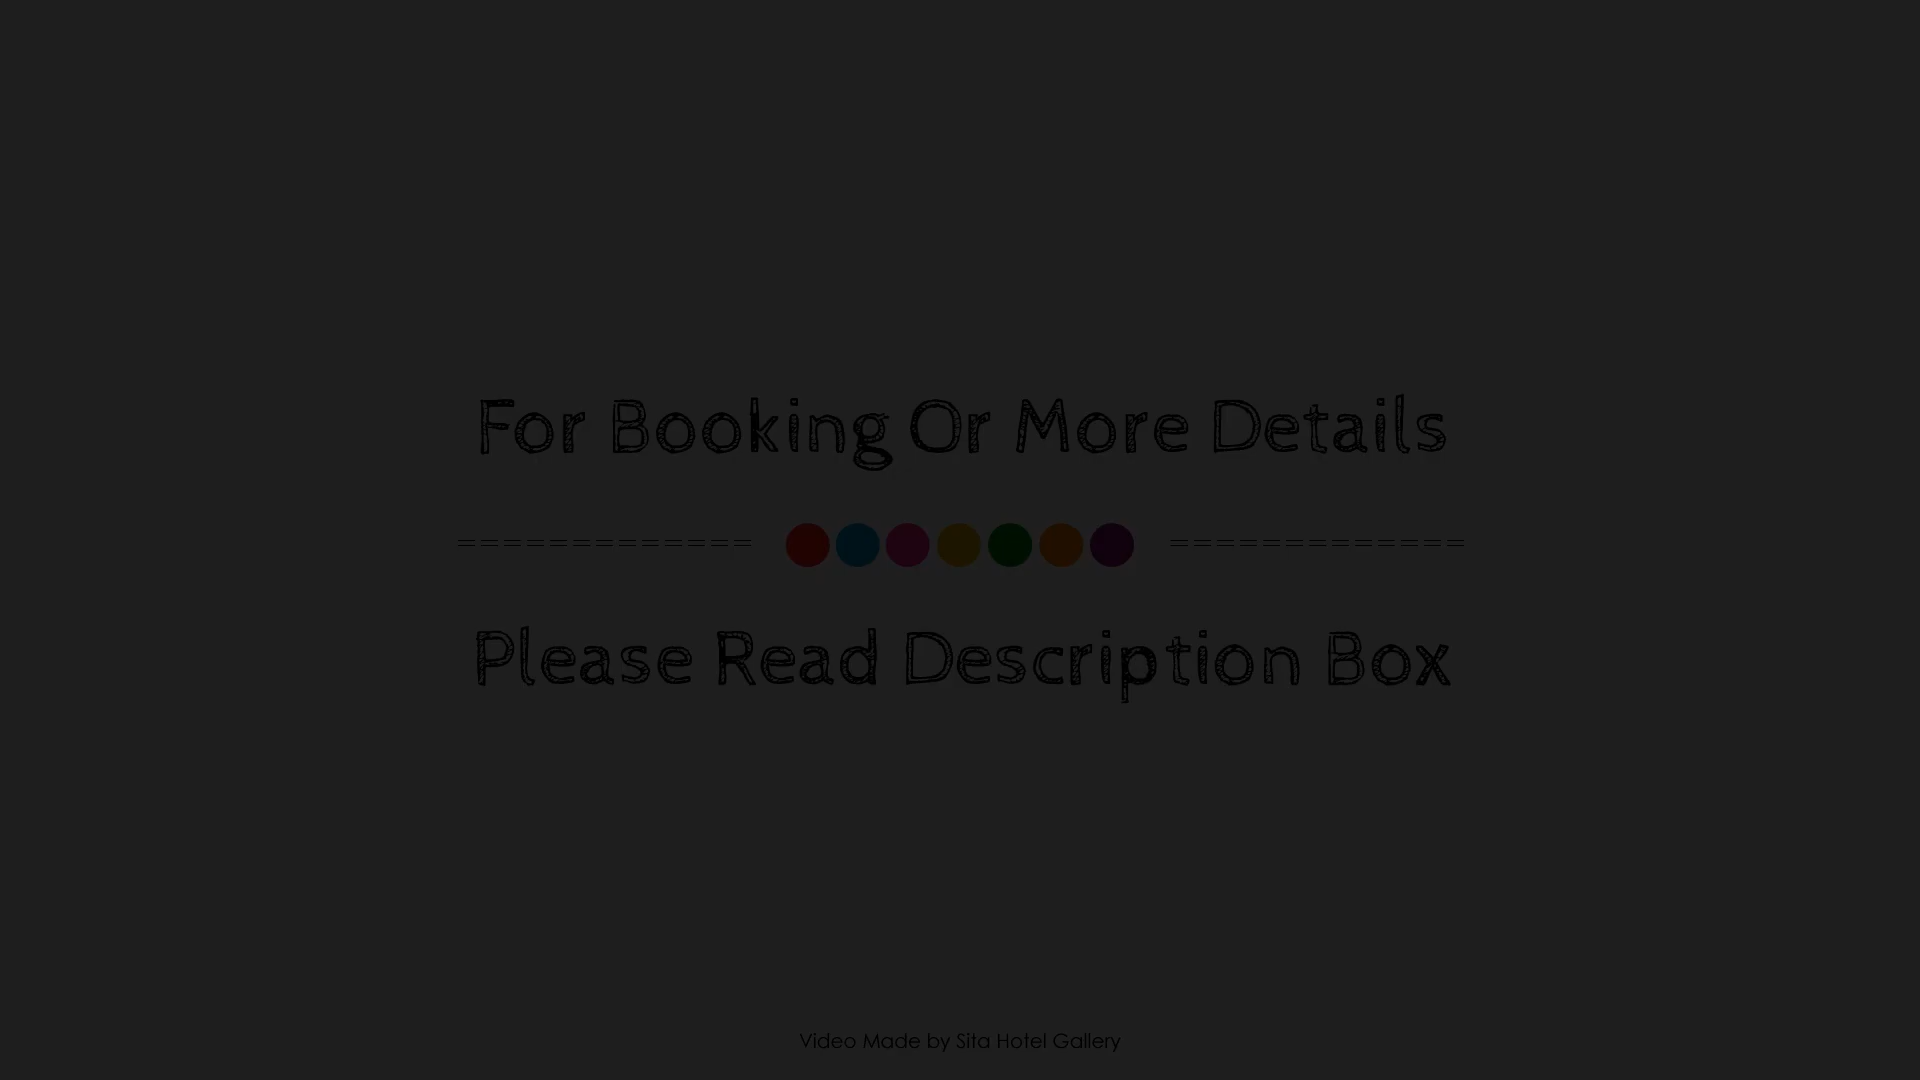 For Booking Or More Details
============= =============
Please Read Description Box
Video Made by Sita Hotel Gallery